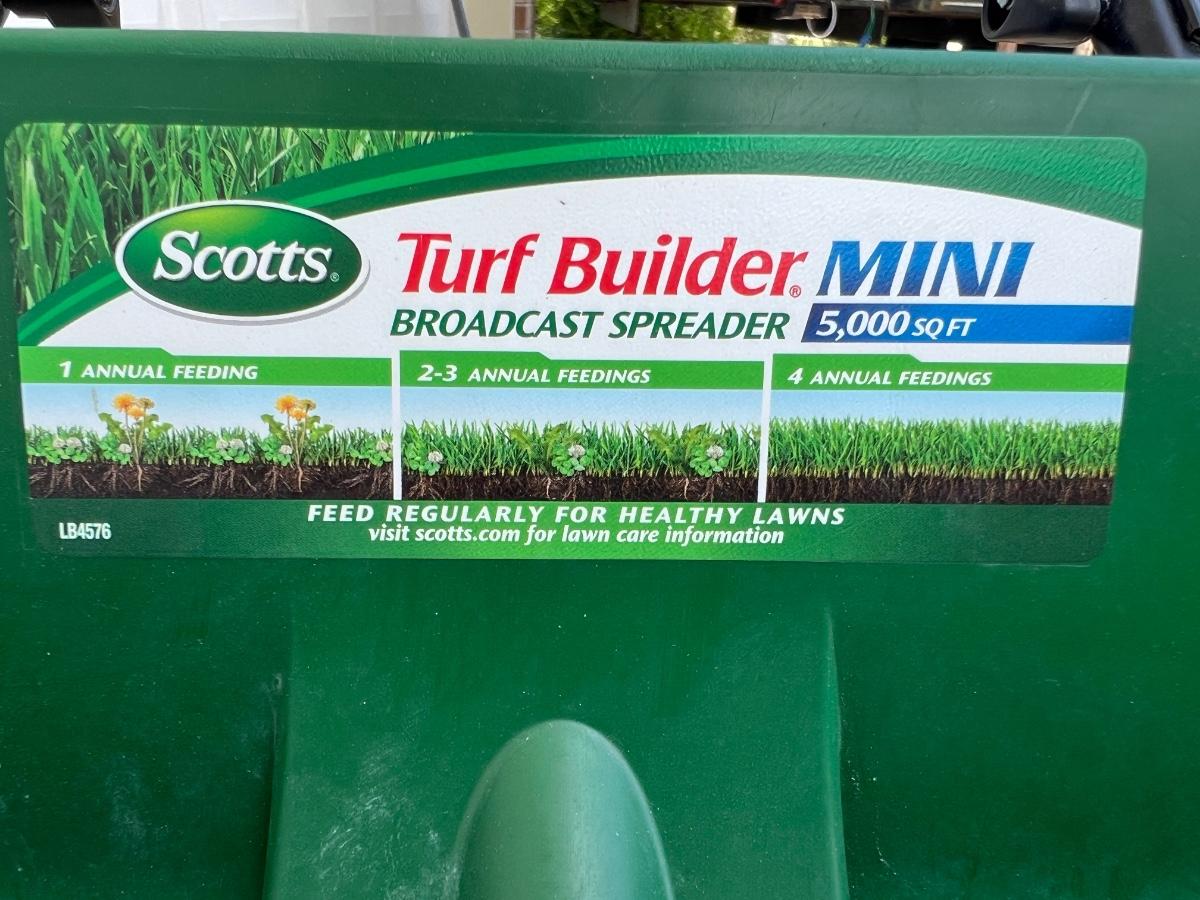 Scotts®
Turf Builder® MINI
BROADCAST SPREADER 5,000 SQ FT
1 ANNUAL FEEDING
2-3 ANNUAL FEEDINGS
4 ANNUAL FEEDINGS
FEED REGULARLY FOR HEALTHY LAWNS
visit scotts.com for lawn care information
LB4576